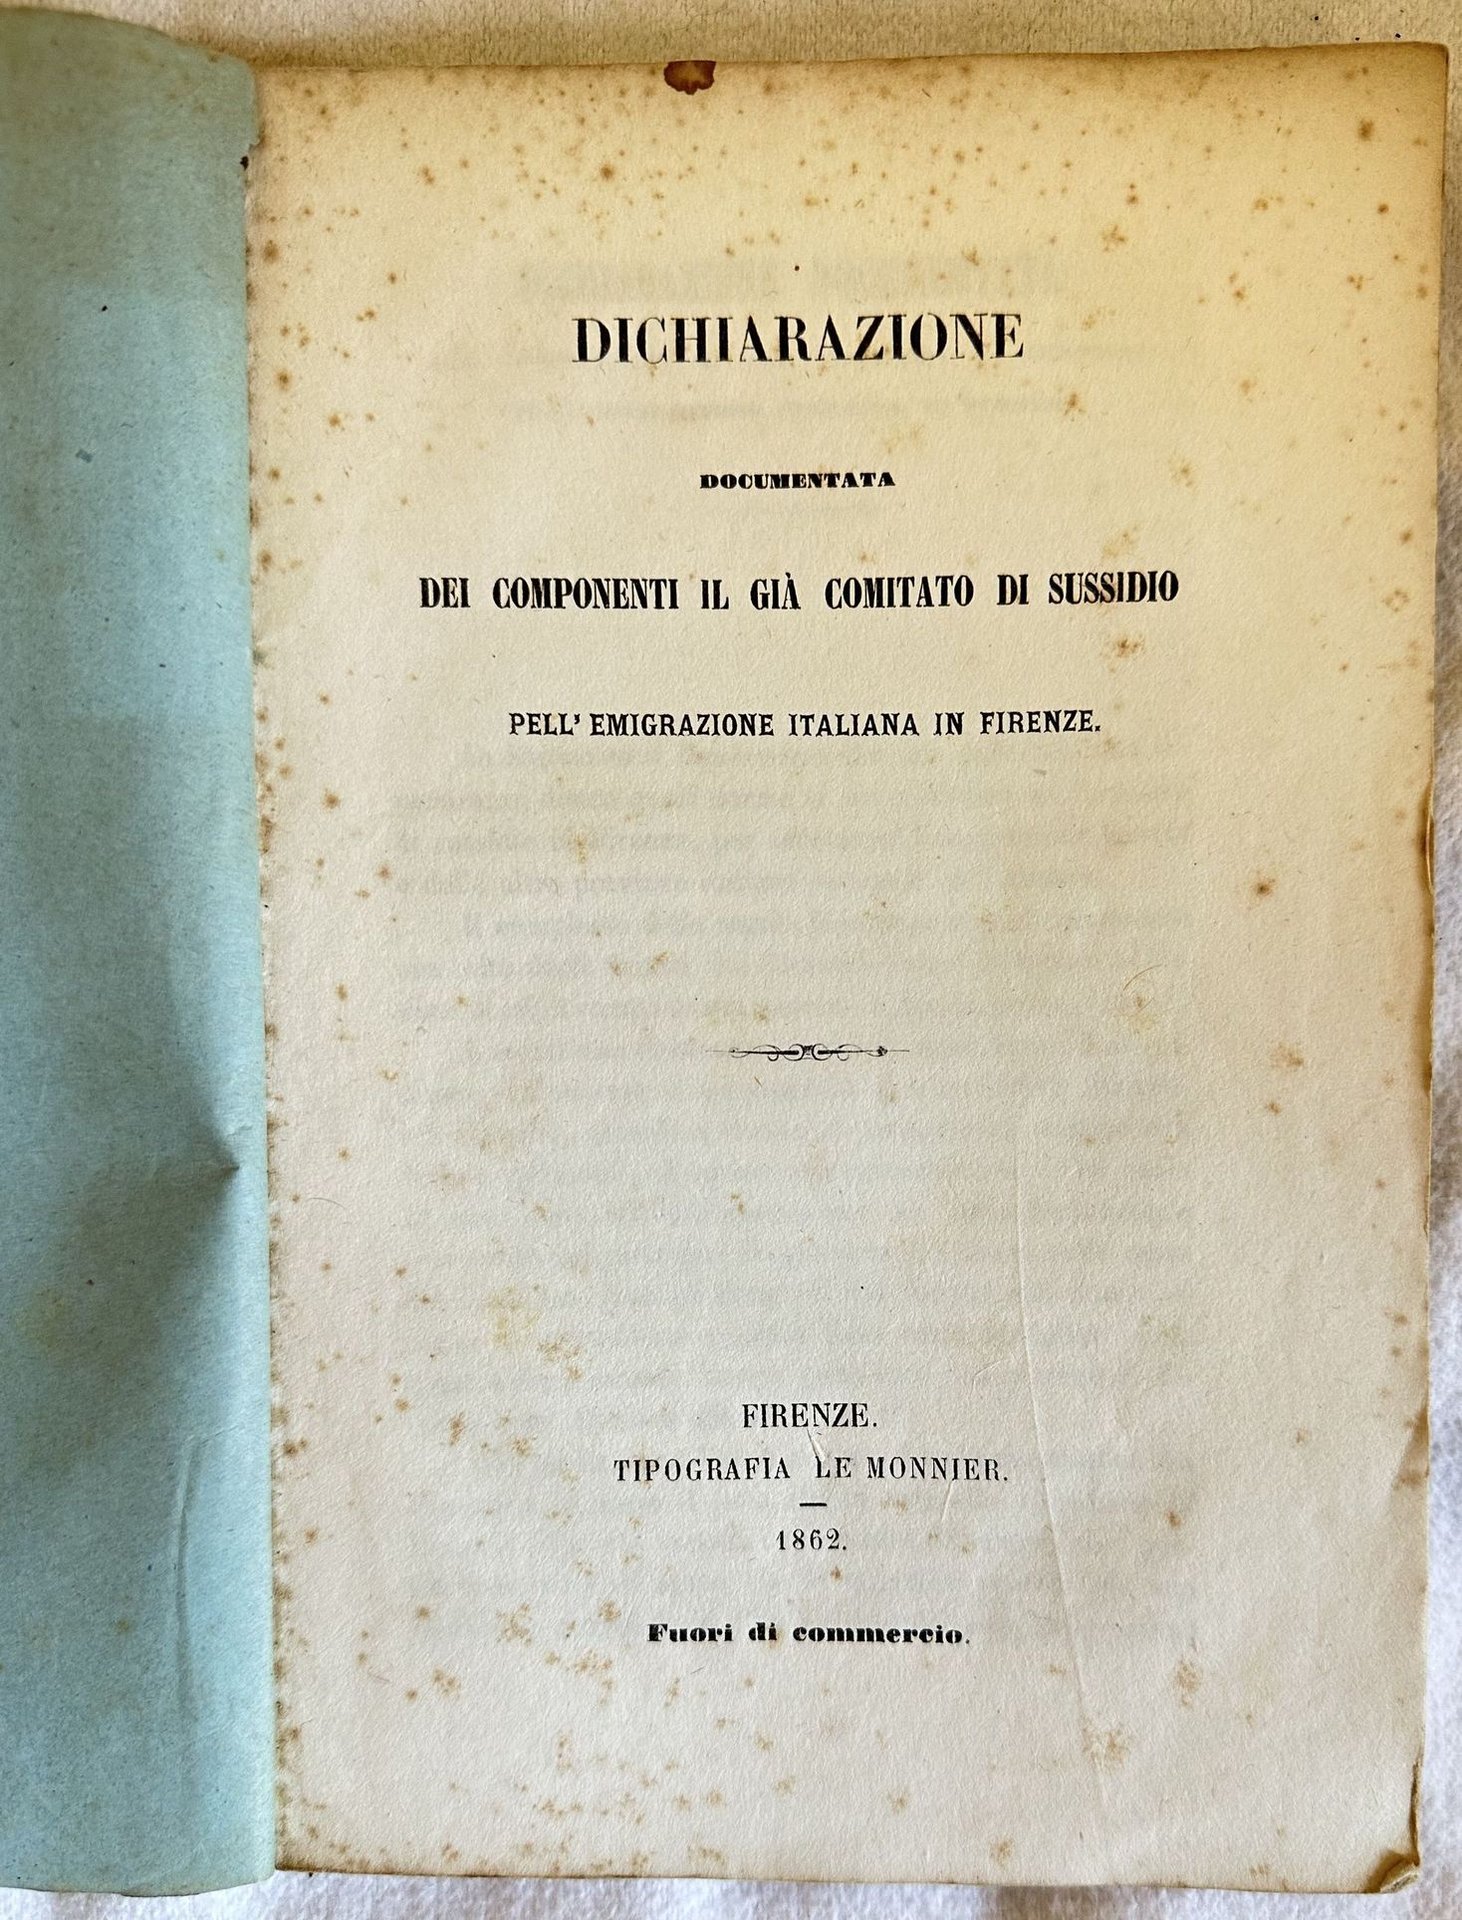 DICHIARAZIONE
DOCUMENTATA
DEI COMPONENTI IL GIÀ COMITATO DI SUSSIDIO
PELL' EMIGRAZIONE ITALIANA IN FIRENZE.
FIRENZE.
TIPOGRAFIA LE MONNIER.
1862.
Fuori di commercio.